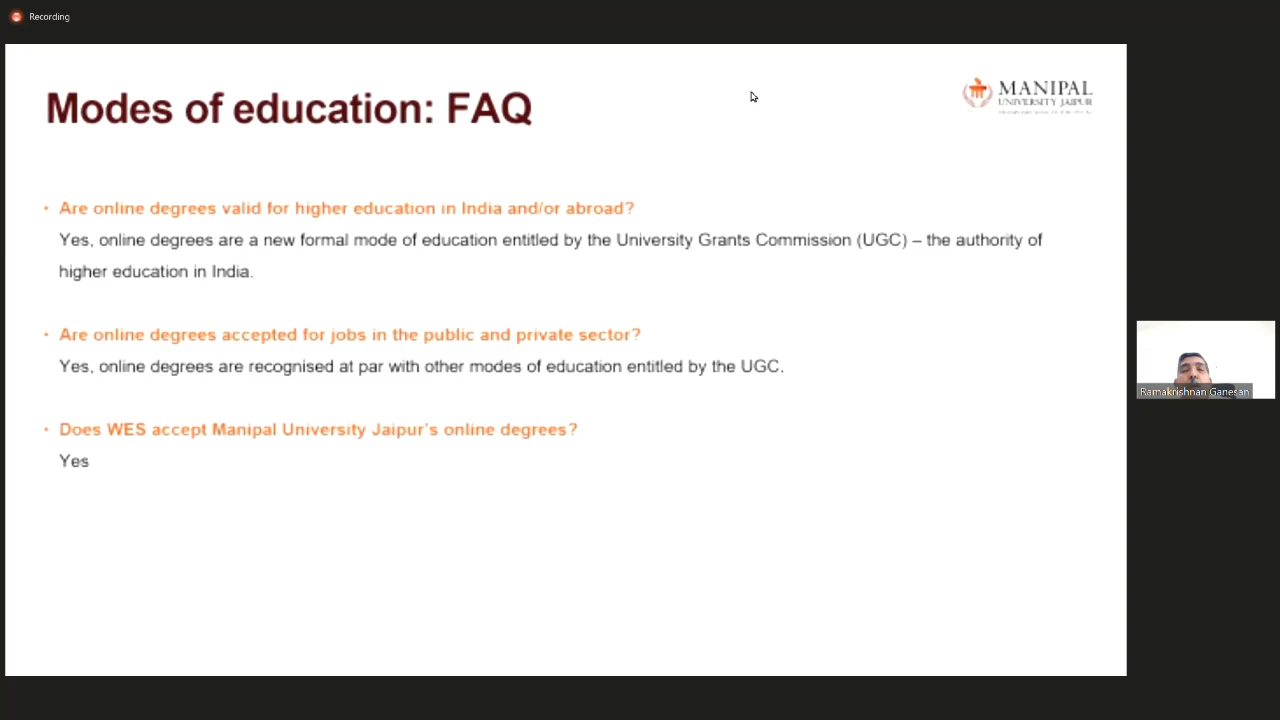 Recording
Modes of education: FAQ
MANIPAL
UNIVERSITY JAIPUR
• Are online degrees valid for higher education in India and/or abroad?
Yes, online degrees are a new formal mode of education entitled by the University Grants Commission (UGC) – the authority of
higher education in India.
• Are online degrees accepted for jobs in the public and private sector?
Yes, online degrees are recognised at par with other modes of education entitled by the UGC.
• Does WES accept Manipal University Jaipur's online degrees?
Yes
Ramakrishnan Ganesan